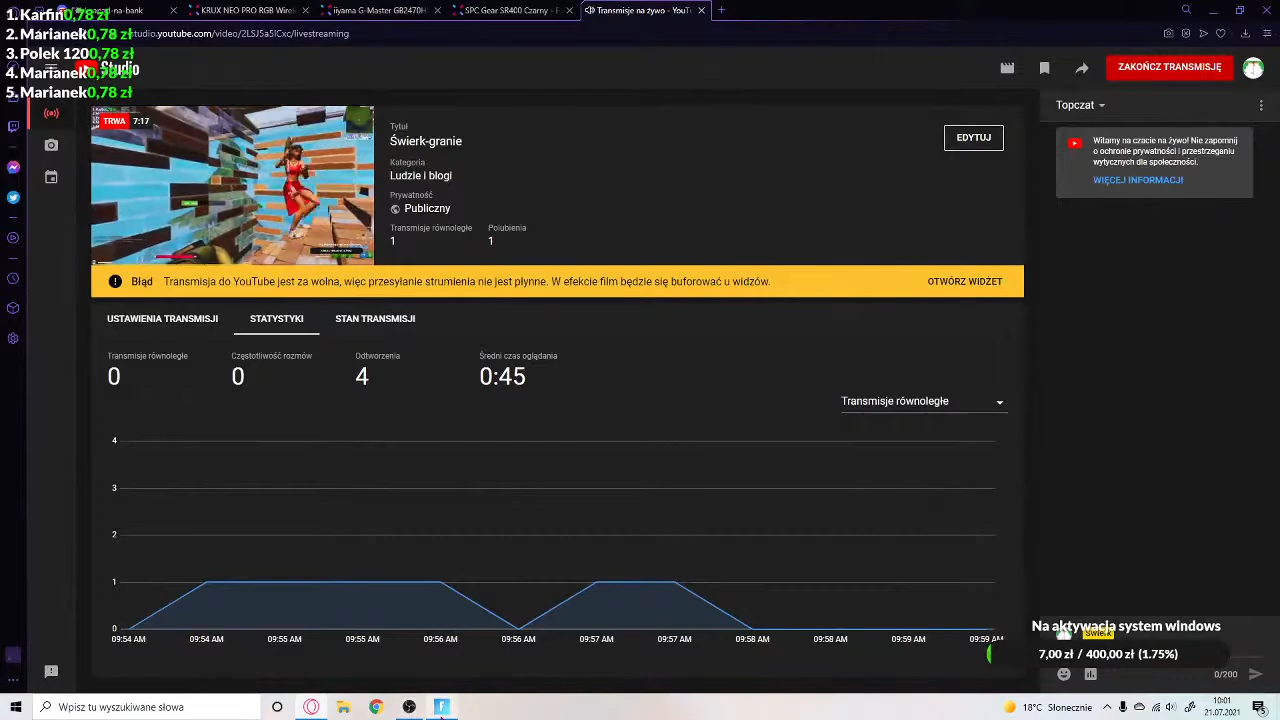 1. Karfin0,78 zł
2. Marianek0,78 zł
3. Polek 1200,78 zł
4. Marianek0,78 zł
5. Marianek0,78 zł
KRUX NEO PRO RGB Wirel
iiyama G-Master GB2470H
SPC Gear SR400 Czarny - F
Transmisje na żywo - YouT
studio.youtube.com/video/2LSJ5a5lCxc/livestreaming
Studio
ZAKOŃCZ TRANSMISJĘ
TRWA 7:17
Tytuł
Świerk-granie
EDYTUJ
Kategoria
Ludzie i blogi
Prywatność
Publiczny
Transmisje równoległe
Polubienia
1
1
Topczat
Witamy na czacie na żywo! Nie zapomnij
o ochronie prywatności i przestrzeganiu
wytycznych dla społeczności.
WIĘCEJ INFORMACJI
Błąd Transmisja do YouTube jest za wolna, więc przesyłanie strumienia nie jest płynne. W efekcie film będzie się buforować u widzów.
OTWÓRZ WIDŻET
USTAWIENIA TRANSMISJI
STATYSTYKI
STAN TRANSMISJI
Transmisje równoległe
Częstotliwość rozmów
Odtworzenia
Średni czas oglądania
0
0
4
0:45
Transmisje równoległe
4
3
2
1
0
09:54 AM 09:54 AM 09:55 AM 09:55 AM 09:56 AM 09:56 AM 09:57 AM 09:57 AM 09:58 AM 09:58 AM 09:59 AM 09:59 AM
Na aktywacja system windows
Świerk
7,00 zł / 400,00 zł (1.75%)
0/200
Wpisz tu wyszukiwane słowa
18°C Słonecznie
10:01
21.07.2021